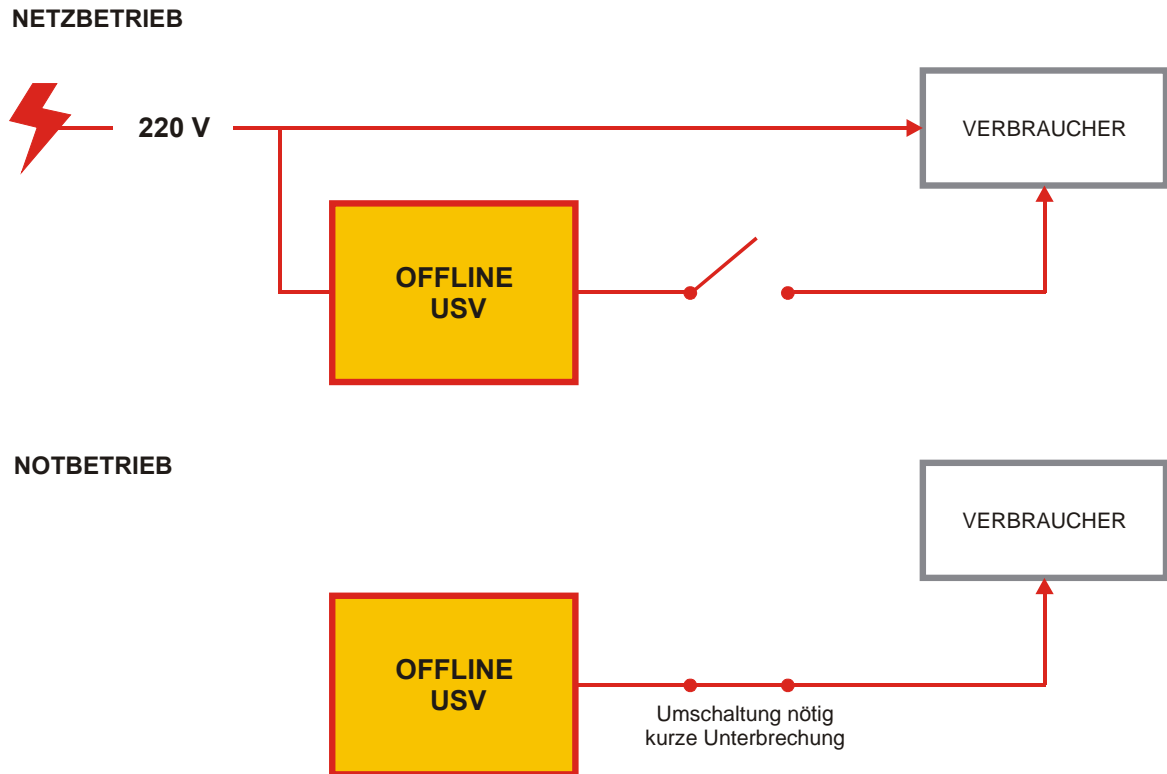 NETZBETRIEB
220 V
VERBRAUCHER
OFFLINE
USV
NOTBETRIEB
VERBRAUCHER
OFFLINE
USV
Umschaltung nötig
kurze Unterbrechung